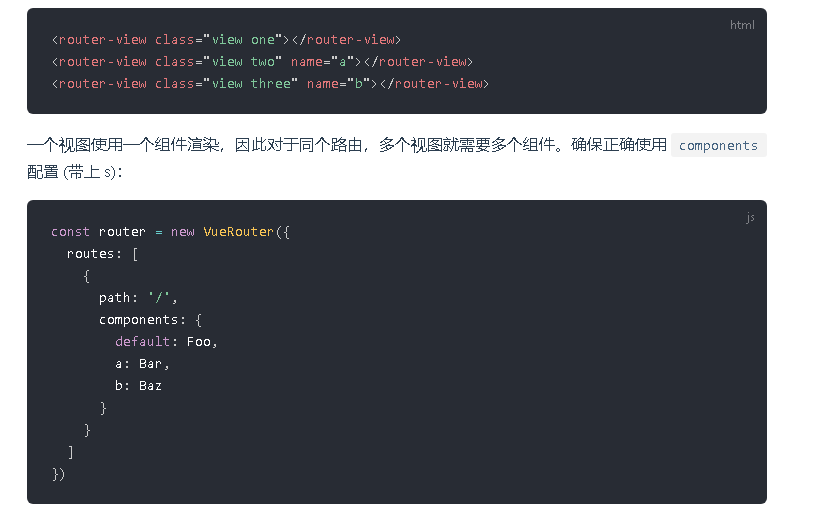 html
<router-view class="view one"></router-view>
<router-view class="view two" name="a"></router-view>
<router-view class="view three" name="b"></router-view>
一个视图使用一个组件渲染，因此对于同个路由，多个视图就需要多个组件。确保正确使用 components
配置 (带上 s)：
js
const router = new VueRouter({
  routes: [
    {
      path: '/',
      components: {
        default: Foo,
        a: Bar,
        b: Baz
      }
    }
  ]
})